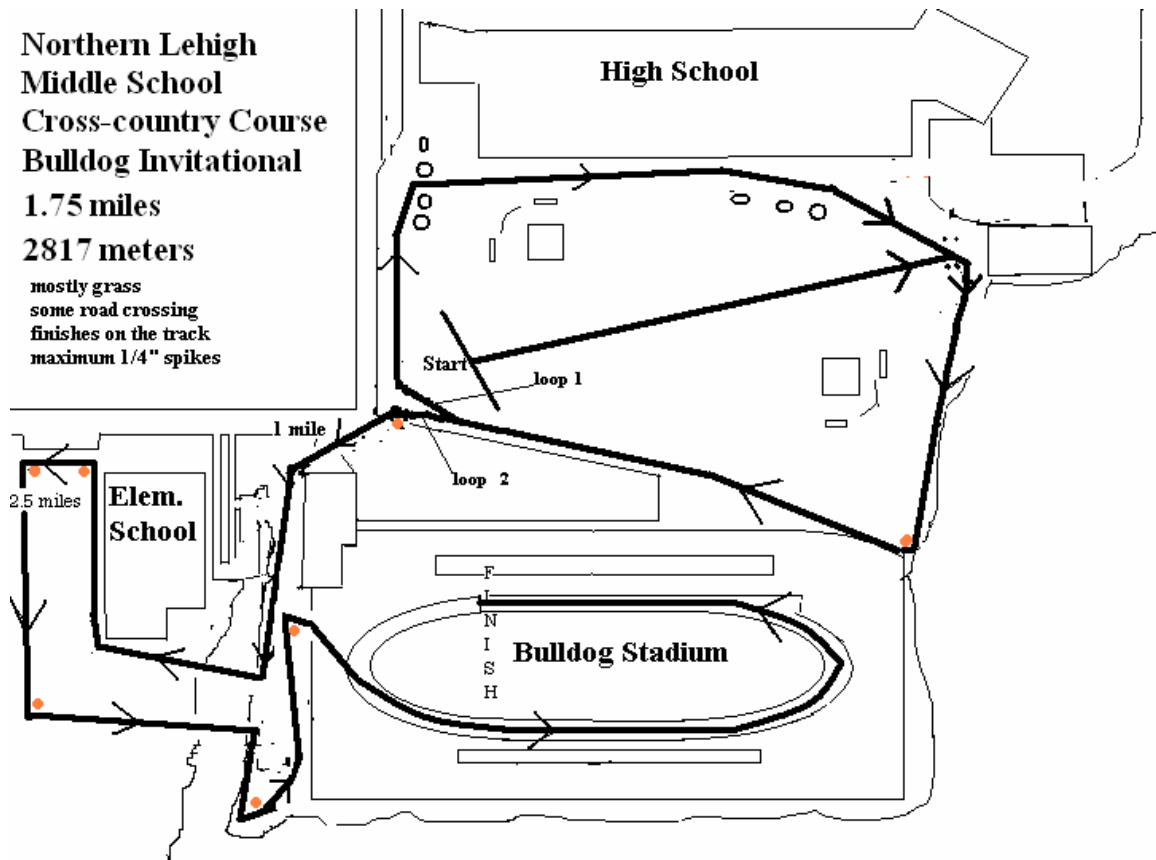 Northern Lehigh
Middle School
Cross-country Course
Bulldog Invitational
1.75 miles
2817 meters
mostly grass
some road crossing
finishes on the track
maximum 1/4" spikes
High School
Start
loop 1
1 mile
loop 2
2.5 miles
Elem.
School
FINISH
Bulldog Stadium